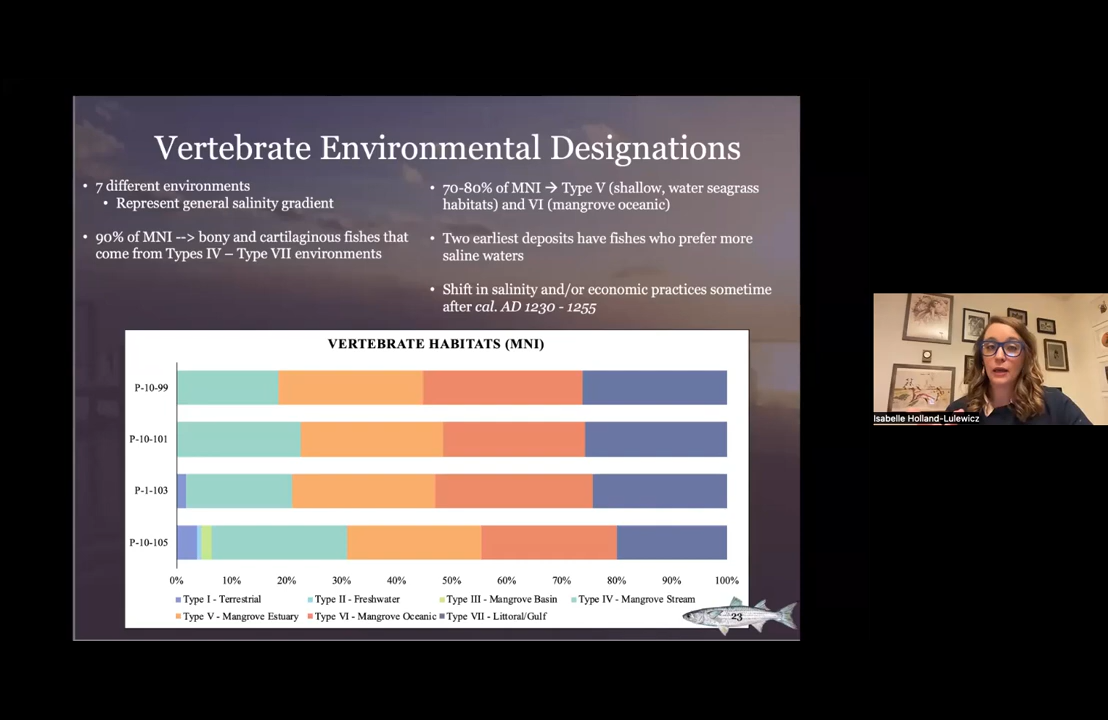 Vertebrate Environmental Designations
• 7 different environments
• Represent general salinity gradient
• 90% of MNI --> bony and cartilaginous fishes that
come from Types IV – Type VII environments
• 70-80% of MNI → Type V (shallow, water seagrass
habitats) and VI (mangrove oceanic)
• Two earliest deposits have fishes who prefer more
saline waters
• Shift in salinity and/or economic practices sometime
after cal. AD 1230 - 1255
VERTEBRATE HABITATS (MNI)
P-10-99
P-10-101
P-1-103
P-10-105
0% 10% 20% 30% 40% 50% 60% 70% 80% 90% 100%
Type I - Terrestrial Type II - Freshwater Type III - Mangrove Basin Type IV - Mangrove Stream
Type V - Mangrove Estuary Type VI - Mangrove Oceanic Type VII - Littoral/Gulf
23
Isabelle Holland-Lulewicz